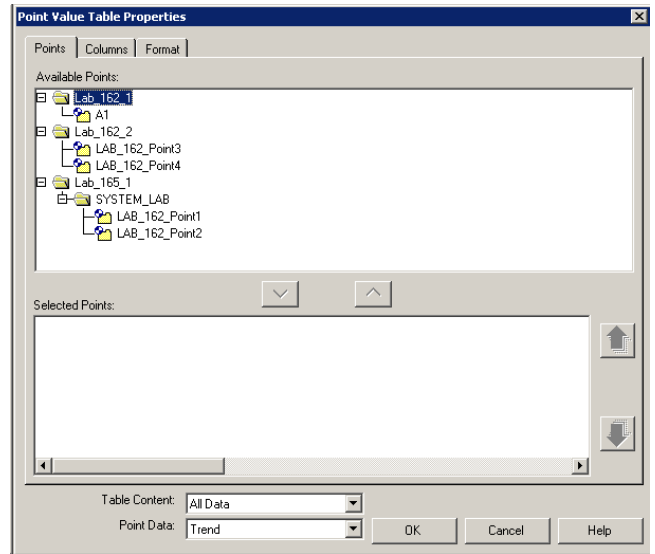 Point Value Table Properties
Points Columns Format
Available Points:
Lab_162_1
A1
Lab_162_2
LAB_162_Point3
LAB_162_Point4
Lab_165_1
SYSTEM_LAB
LAB_162_Point1
LAB_162_Point2
Selected Points:
Table Content: All Data
Point Data: Trend OK Cancel Help